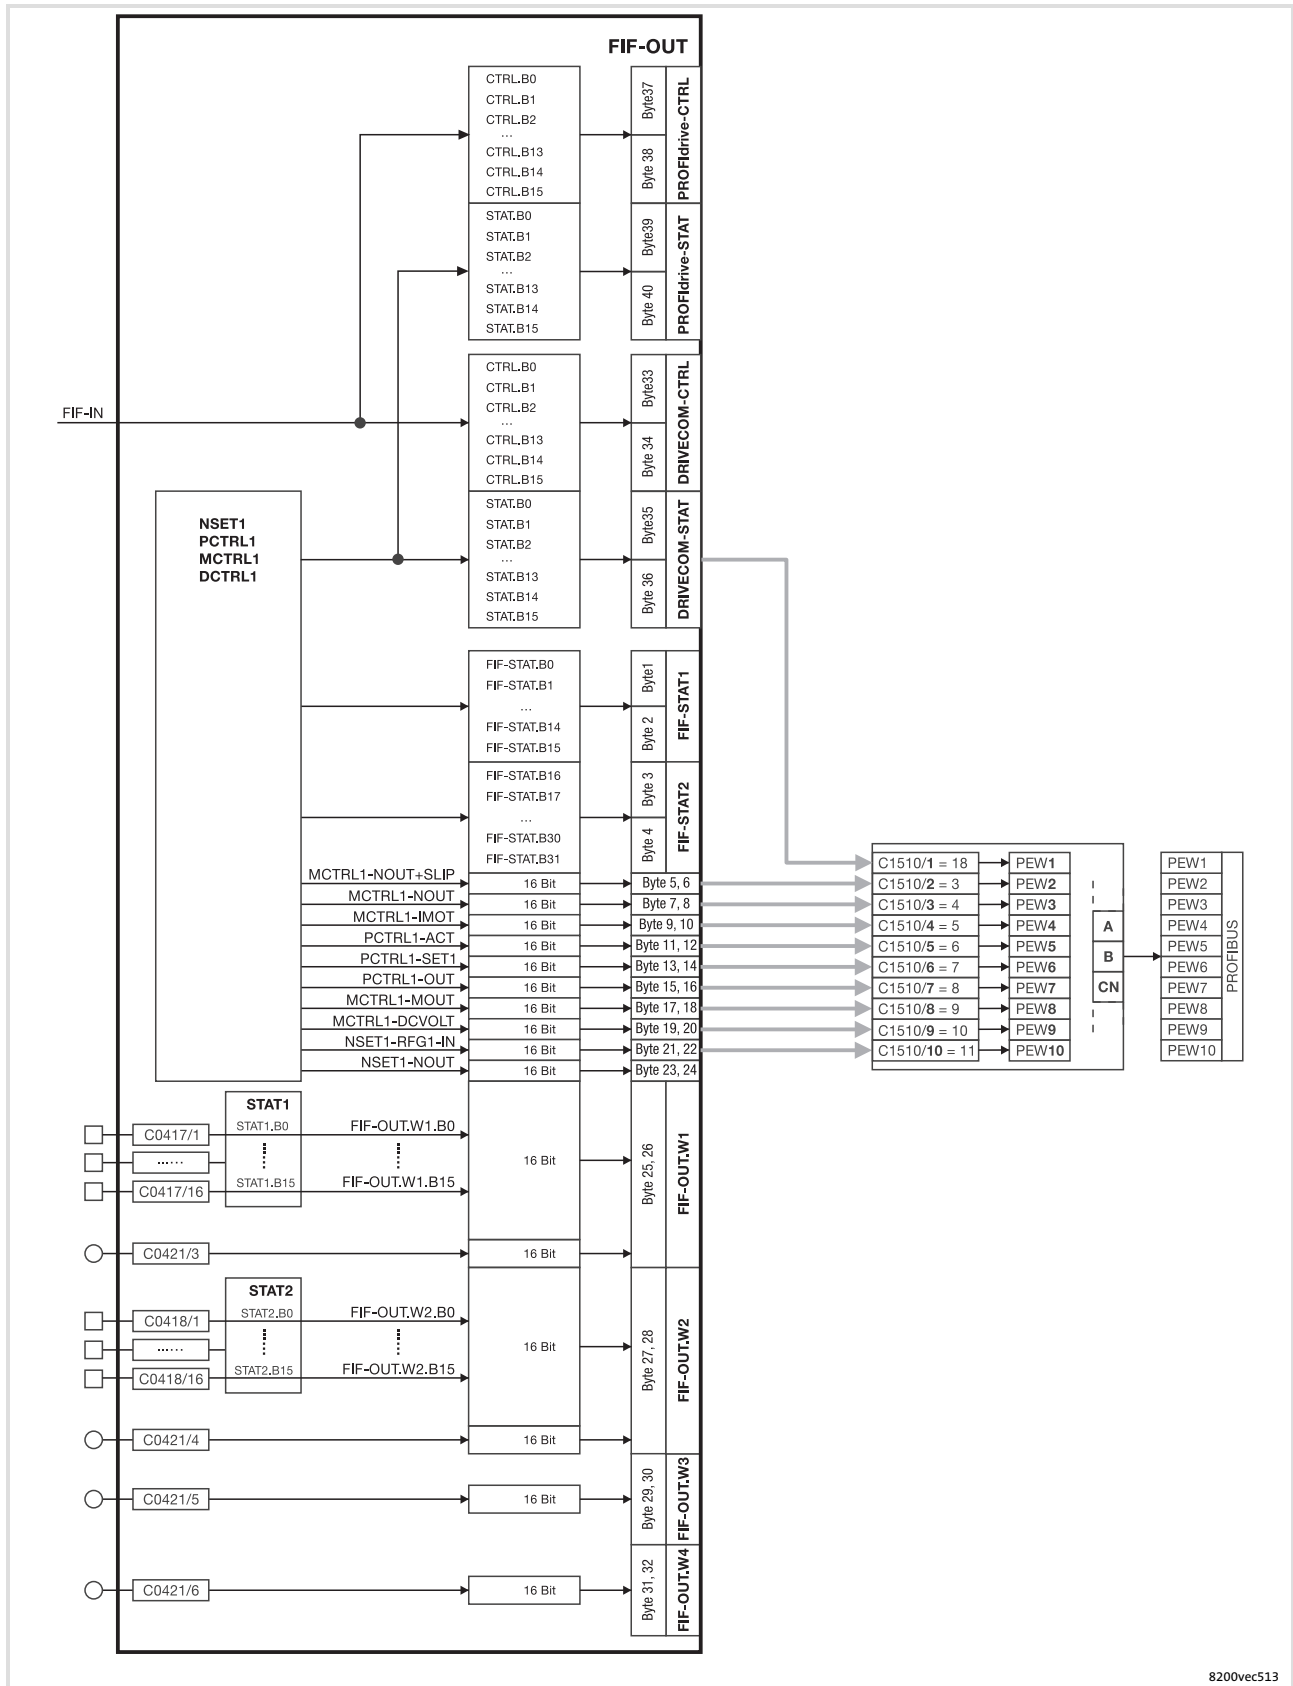 FIF-OUT
CTRL.B0
CTRL.B1
CTRL.B2
...
CTRL.B13
CTRL.B14
CTRL.B15
Byte37
Byte 38
PROFIdrive-CTRL
STAT.B0
STAT.B1
STAT.B2
...
STAT.B13
STAT.B14
STAT.B15
Byte39
Byte 40
PROFIdrive-STAT
FIF-IN
CTRL.B0
CTRL.B1
CTRL.B2
...
CTRL.B13
CTRL.B14
CTRL.B15
Byte33
Byte 34
DRIVECOM-CTRL
NSET1
PCTRL1
MCTRL1
DCTRL1
STAT.B0
STAT.B1
STAT.B2
...
STAT.B13
STAT.B14
STAT.B15
Byte35
Byte 36
DRIVECOM-STAT
FIF-STAT.B0
FIF-STAT.B1
...
FIF-STAT.B14
FIF-STAT.B15
Byte1
Byte 2
FIF-STAT1
FIF-STAT.B16
FIF-STAT.B17
...
FIF-STAT.B30
FIF-STAT.B31
Byte 3
Byte 4
FIF-STAT2
MCTRL1-NOUT+SLIP 16 Bit Byte 5, 6
MCTRL1-NOUT 16 Bit Byte 7, 8
MCTRL1-IMOT 16 Bit Byte 9, 10
PCTRL1-ACT 16 Bit Byte 11, 12
PCTRL1-SET1 16 Bit Byte 13, 14
PCTRL1-OUT 16 Bit Byte 15, 16
MCTRL1-MOUT 16 Bit Byte 17, 18
MCTRL1-DCVOLT 16 Bit Byte 19, 20
NSET1-RFG1-IN 16 Bit Byte 21, 22
NSET1-NOUT 16 Bit Byte 23, 24
C1510/1 = 18 PEW1
C1510/2 = 3 PEW2
C1510/3 = 4 PEW3
C1510/4 = 5 PEW4
C1510/5 = 6 PEW5
C1510/6 = 7 PEW6
C1510/7 = 8 PEW7
C1510/8 = 9 PEW8
C1510/9 = 10 PEW9
C1510/10 = 11 PEW10
A
B
CN
PEW1
PEW2
PEW3
PEW4
PEW5
PEW6
PEW7
PEW8
PEW9
PEW10
PROFIBUS
STAT1
C0417/1 STAT1.B0 FIF-OUT.W1.B0
......
C0417/16 STAT1.B15 FIF-OUT.W1.B15
16 Bit
C0421/3 16 Bit
Byte 25, 26
FIF-OUT.W1
STAT2
C0418/1 STAT2.B0 FIF-OUT.W2.B0
......
C0418/16 STAT2.B15 FIF-OUT.W2.B15
16 Bit
C0421/4 16 Bit
Byte 27, 28
FIF-OUT.W2
C0421/5 16 Bit
Byte 29, 30
FIF-OUT.W3
C0421/6 16 Bit
Byte 31, 32
FIF-OUT.W4
8200vec513